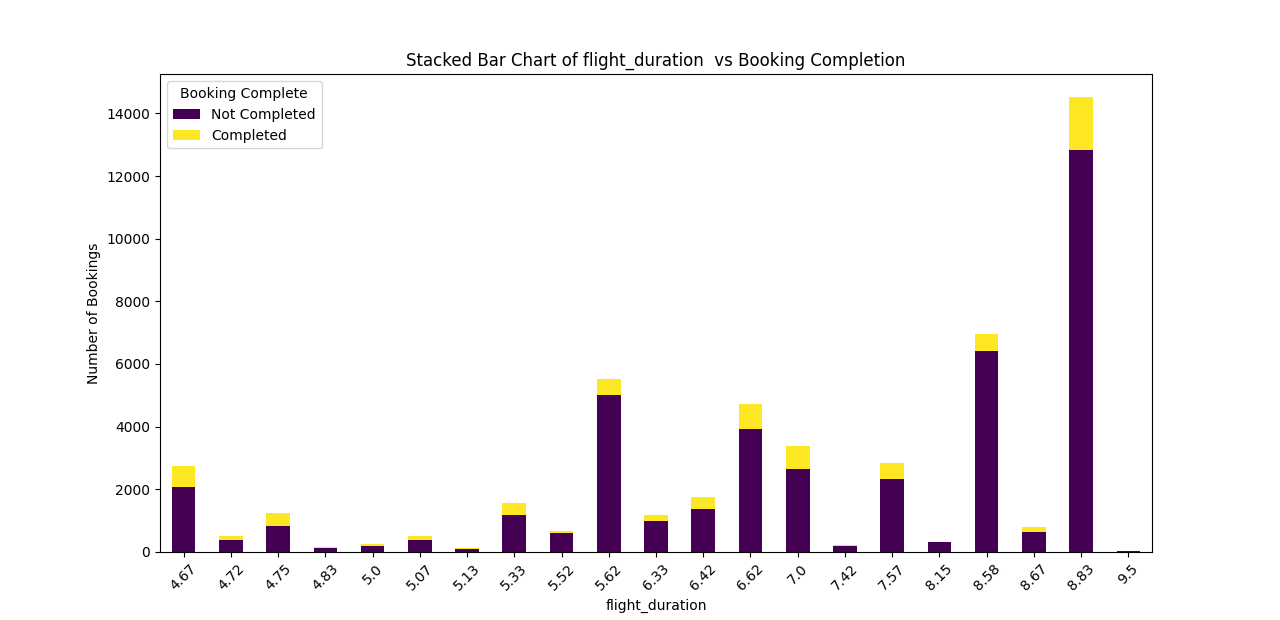 Stacked Bar Chart of flight_duration  vs Booking Completion
Booking Complete
Not Completed
Completed
Number of Bookings
14000
12000
10000
8000
6000
4000
2000
0
4.67 4.72 4.75 4.83 5.0 5.07 5.13 5.33 5.52 5.62 6.33 6.42 6.62 7.0 7.42 7.57 8.15 8.58 8.67 8.83 9.5
flight_duration